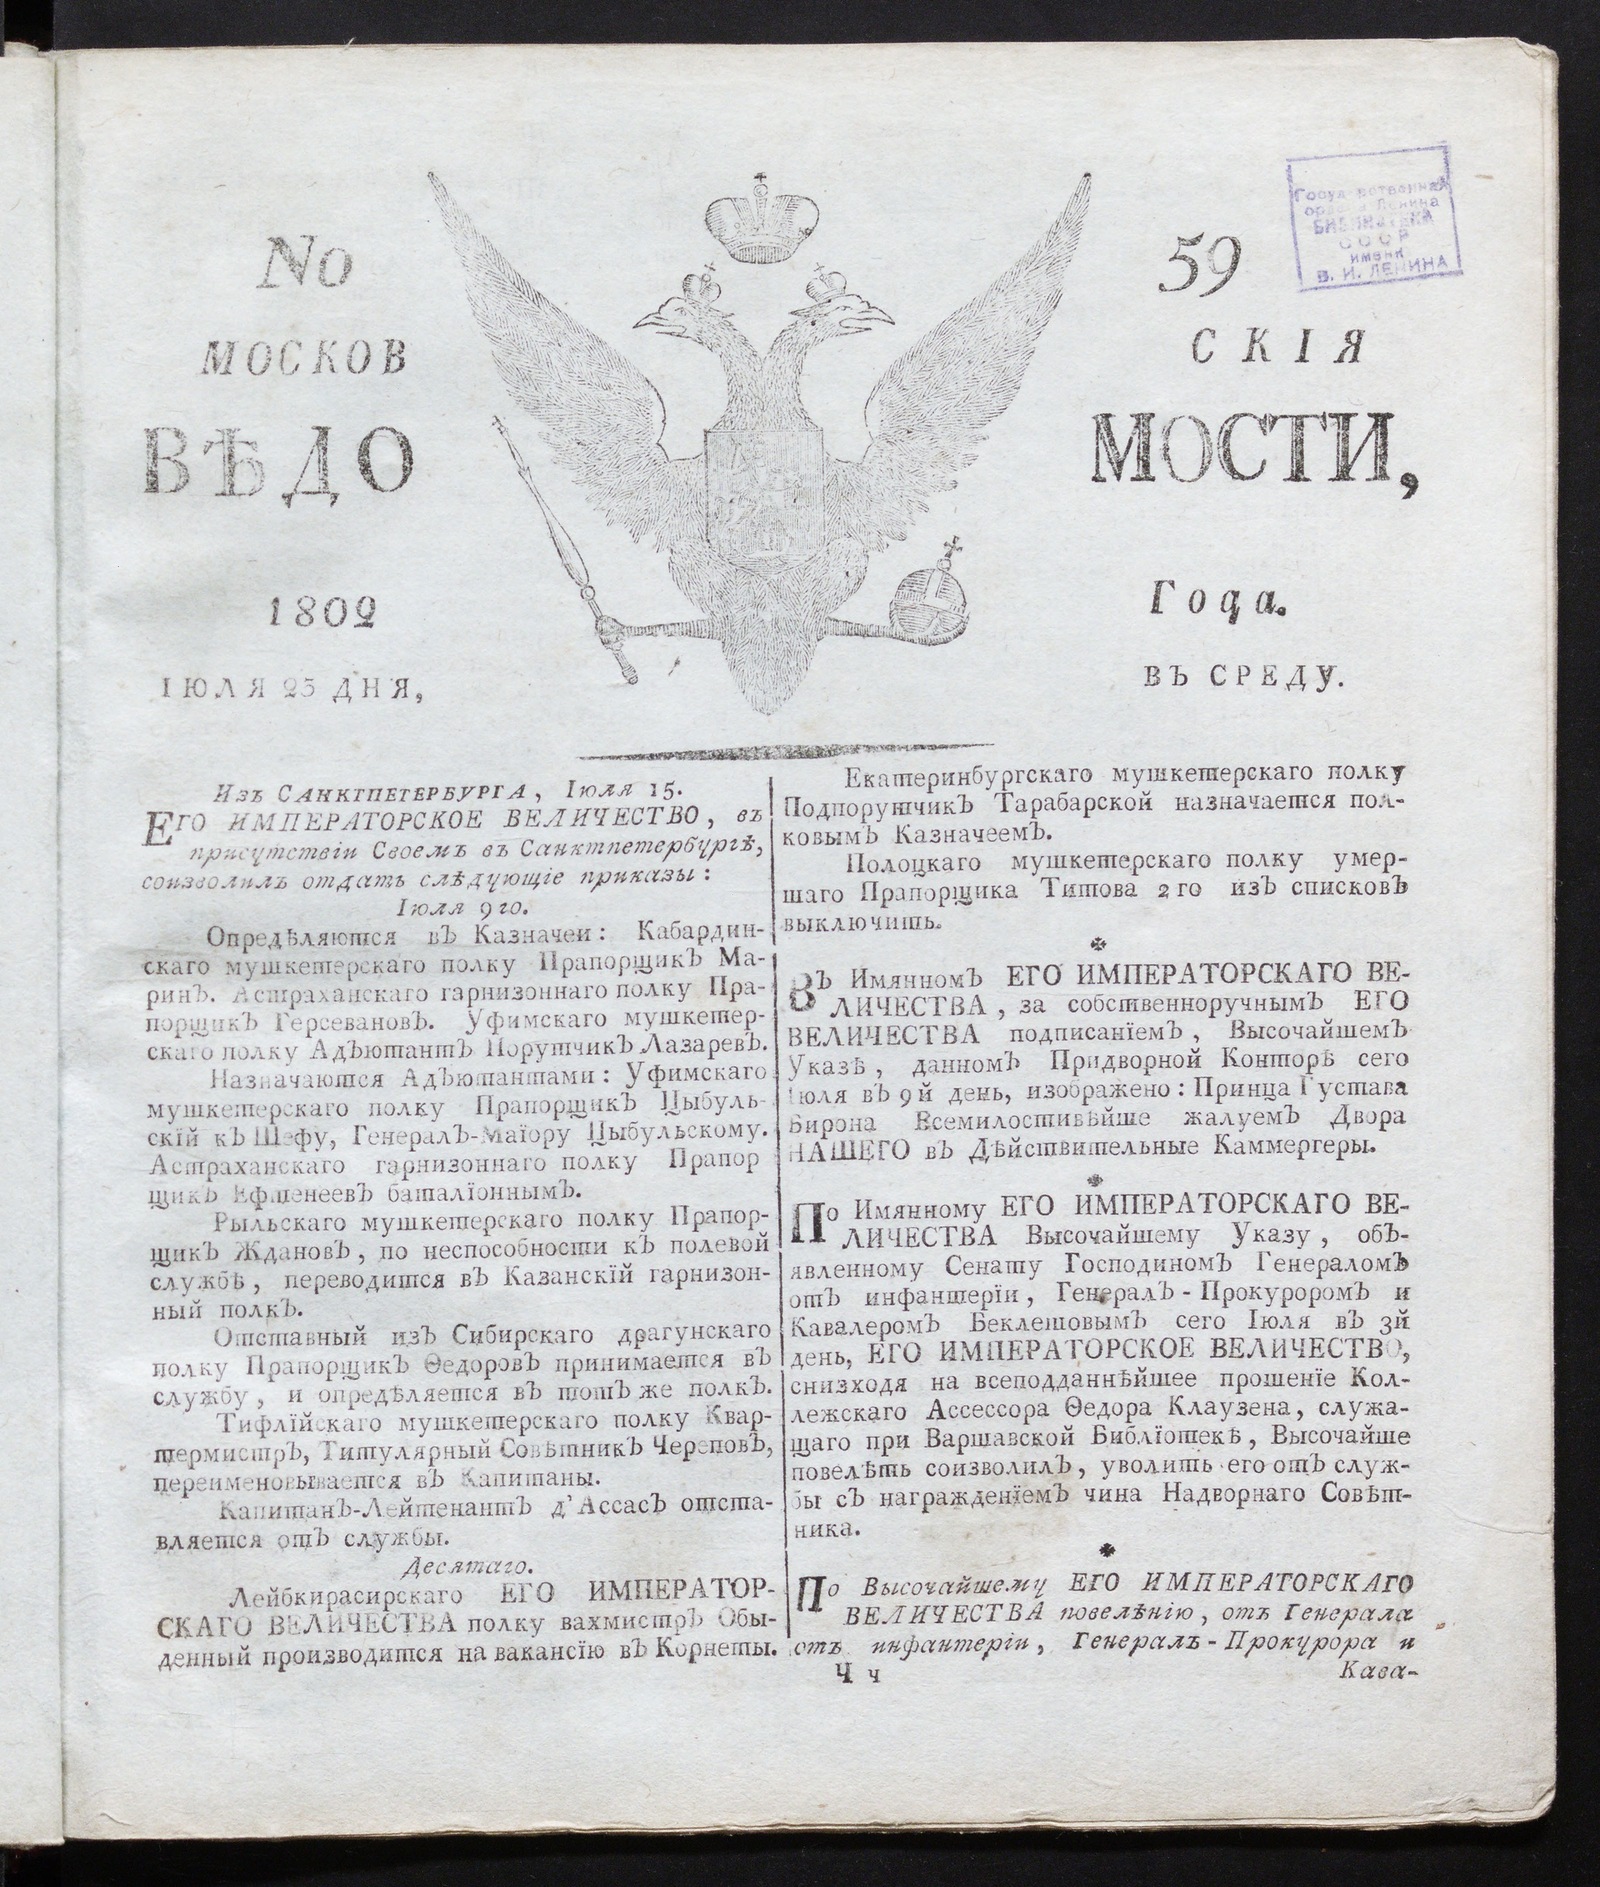 No 59
МОСКОВ СКІЯ
ВѢДО МОСТИ,
1802 Года.
ІЮЛЯ 23 ДНЯ, ВЪ СРЕДУ.
Государственная
ордена Ленина
БИБЛИОТЕКА
СССР
имени
В. И. ЛЕНИНА
Изъ САНКТПЕТЕРБУРГА, Іюля 15.
ЕГО ИМПЕРАТОРСКОЕ ВЕЛИЧЕСТВО, въ
присутствіи Своемъ въ Санктпетербургѣ,
соизволилъ отдать слѣдующіе приказы:
Іюля 9го.
Опредѣляются въ Казначеи: Кабардин-
скаго мушкетерскаго полку Прапорщикъ Ма-
ринъ. Астраханскаго гарнизоннаго полку Пра-
порщикъ Герсевановъ. Уфимскаго мушкетер-
скаго полку Адъютантъ Порутчикъ Лазаревъ.
Назначаются Адъютантами: Уфимскаго
мушкетерскаго полку Прапорщикъ Цыбуль-
скій къ Шефу, Генералъ-Маіору Цыбульскому.
Астраханскаго гарнизоннаго полку Прапор
щикъ Ефтенеевъ баталіоннымъ.
Рыльскаго мушкетерскаго полку Прапор-
щикъ Ждановъ, по неспособности къ полевой
службѣ, переводится въ Казанскій гарнизон-
ный полкъ.
Отставный изъ Сибирскаго драгунскаго
полку Прапорщикъ Ѳедоровъ принимается въ
службу, и опредѣляется въ тотъ же полкъ.
Тифлійскаго мушкетерскаго полку Квар-
термистръ, Титулярный Совѣтникъ Череповъ,
переименовывается въ Капитаны.
Капитанъ-Лейтенантъ д'Ассасъ отста-
вляется отъ службы.
Десятаго.
Лейбкирасирскаго ЕГО ИМПЕРАТОР-
СКАГО ВЕЛИЧЕСТВА полку вахмистръ Обы-
денный производится на вакансію въ Корнеты.
Екатеринбургскаго мушкетерскаго полку
Подпорутчикъ Тарабарской назначается пол-
ковымъ Казначеемъ.
Полоцкаго мушкетерскаго полку умер-
шаго Прапорщика Титова 2го изъ списковъ
выключить.
ВЪ Имянномъ ЕГО ИМПЕРАТОРСКАГО ВЕ-
ЛИЧЕСТВА, за собственноручнымъ ЕГО
ВЕЛИЧЕСТВА подписаніемъ, Высочайшемъ
Указѣ, данномъ Придворной Конторѣ сего
Іюля въ 9й день, изображено: Принца Густава
Бирона Всемилостивѣйше жалуемъ Двора
НАШЕГО въ Дѣйствительные Каммергеры.
По Имянному ЕГО ИМПЕРАТОРСКАГО ВЕ-
ЛИЧЕСТВА Высочайшему Указу, объ-
явленному Сенату Господиномъ Генераломъ
отъ инфантеріи, Генералъ-Прокуроромъ и
Кавалеромъ Беклешовымъ сего Іюля въ 3й
день, ЕГО ИМПЕРАТОРСКОЕ ВЕЛИЧЕСТВО,
снизходя на всеподданнѣйшее прошеніе Кол-
лежскаго Ассессора Ѳедора Клаузена, служа-
щаго при Варшавской Библіотекѣ, Высочайше
повелѣть соизволилъ, уволить его отъ служ-
бы съ награжденіемъ чина Надворнаго Совѣт-
ника.
По Высочайшему ЕГО ИМПЕРАТОРСКАГО
ВЕЛИЧЕСТВА повелѣнію, отъ Генерала
отъ инфантеріи, Генералъ-Прокурора и
Ч ч Кава-